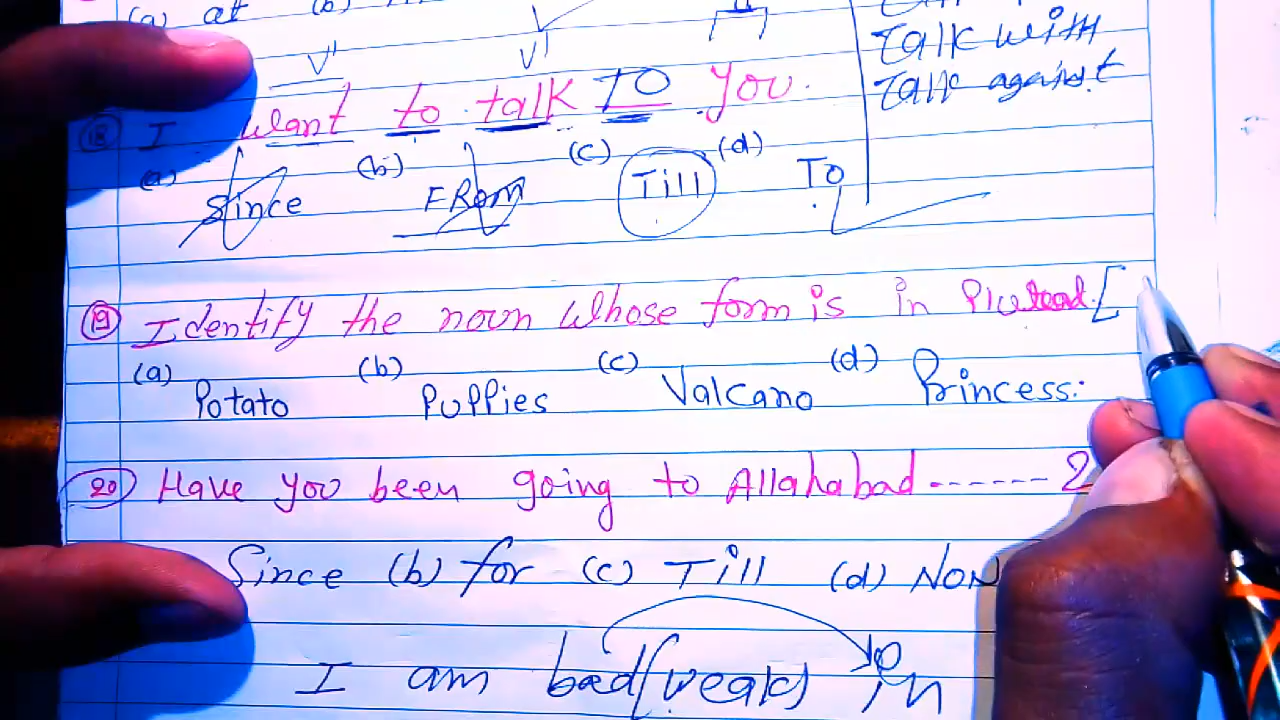 (a) at (b)
Talk with
V' V' Talk against
(18) I want to talk TO you.
(a) Since (b) FRom (c) Till (d) To
(19) Identify the noun whose form is in [
(a) Potato (b) PUPPies (c) Valcano (d) Princess:
(20) Have you been going to Allahabad ------ 2
Since (b) for (c) Till (d) NON
I am bad (weak) in